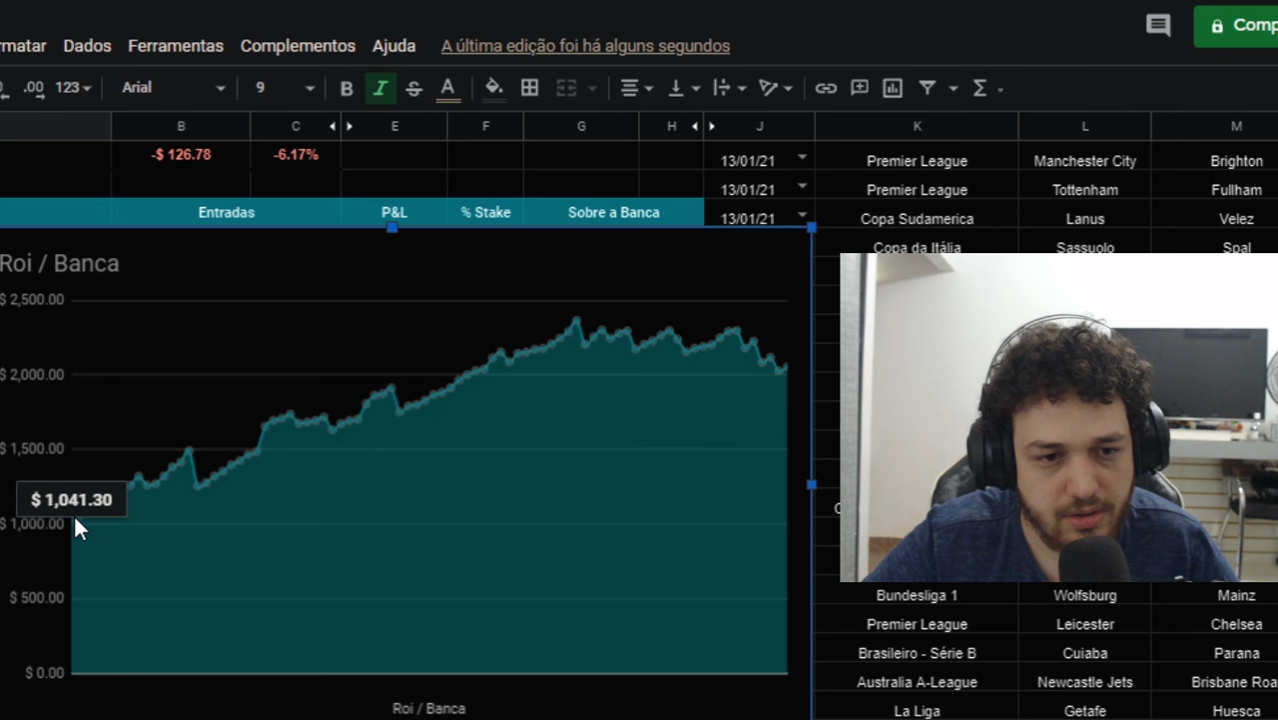 rmatar Dados Ferramentas Complementos Ajuda A última edição foi há alguns segundos Comp
.00 123 Arial 9 B I S A Σ
B C E F G H J K L M
-$ 126.78 -6.17% 13/01/21 Premier League Manchester City Brighton
13/01/21 Premier League Tottenham Fullham
Entradas P&L % Stake Sobre a Banca 13/01/21 Copa Sudamerica Lanus Velez
Copa da Itália Sassuolo Spal
Roi / Banca
$ 2,500.00
$ 2,000.00
$ 1,500.00
$ 1,041.30
$ 1,000.00
$ 500.00
$ 0.00
Roi / Banca
Bundesliga 1 Wolfsburg Mainz
Premier League Leicester Chelsea
Brasileiro - Série B Cuiaba Parana
Australia A-League Newcastle Jets Brisbane Roa
La Liga Getafe Huesca